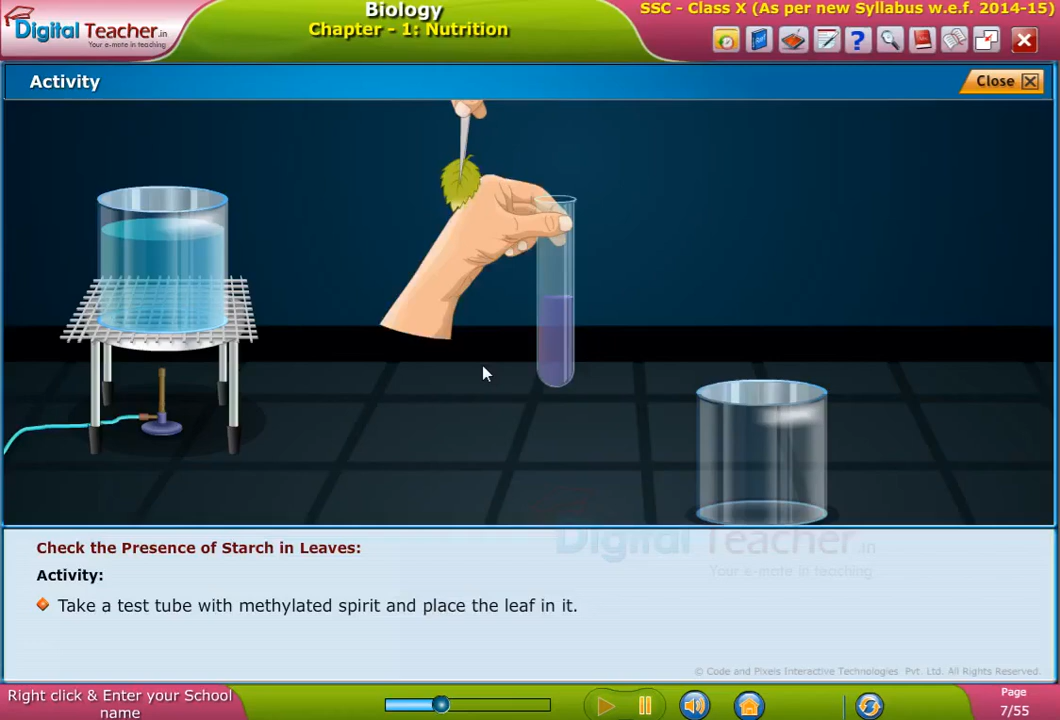 Digital Teacher.in
Your e-mate in teaching
Biology
Chapter - 1: Nutrition
SSC - Class X (As per new Syllabus w.e.f. 2014-15)
Activity
Close
Check the Presence of Starch in Leaves:
Activity:
Take a test tube with methylated spirit and place the leaf in it.
Digital Teacher.in
Your e-mate in teaching
© Code and Pixels Interactive Technologies Pvt. Ltd. All Rights Reserved.
Right click & Enter your School
name
Page
7/55